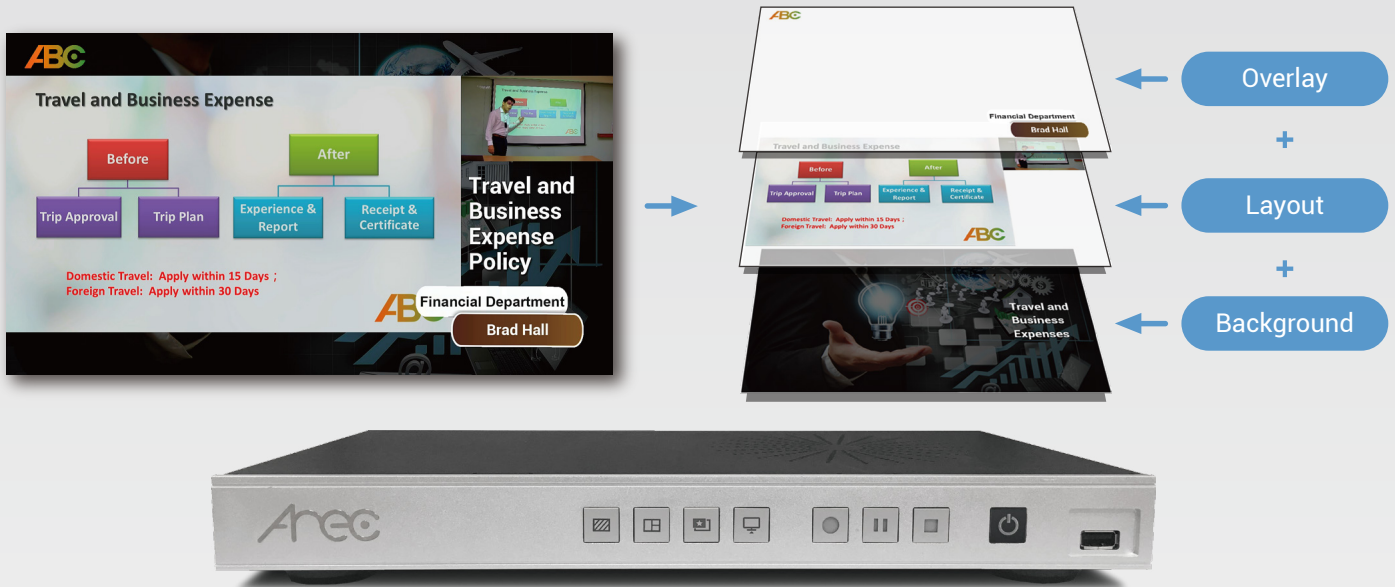 ABC
Travel and Business Expense
Before
After
Trip Approval
Trip Plan
Experience &
Report
Receipt &
Certificate
Domestic Travel:  Apply within 15 Days ;
Foreign Travel:  Apply within 30 Days
Travel and
Business
Expense
Policy
Financial Department
Brad Hall
ABC
Financial Department
Brad Hall
Travel and Business Expense
Before
After
Trip Approval
Trip Plan
Experience &
Report
Receipt &
Certificate
Domestic Travel:  Apply within 15 Days ;
Foreign Travel:  Apply within 30 Days
ABC
Travel and
Business
Expenses
Overlay
+
Layout
+
Background
Arec